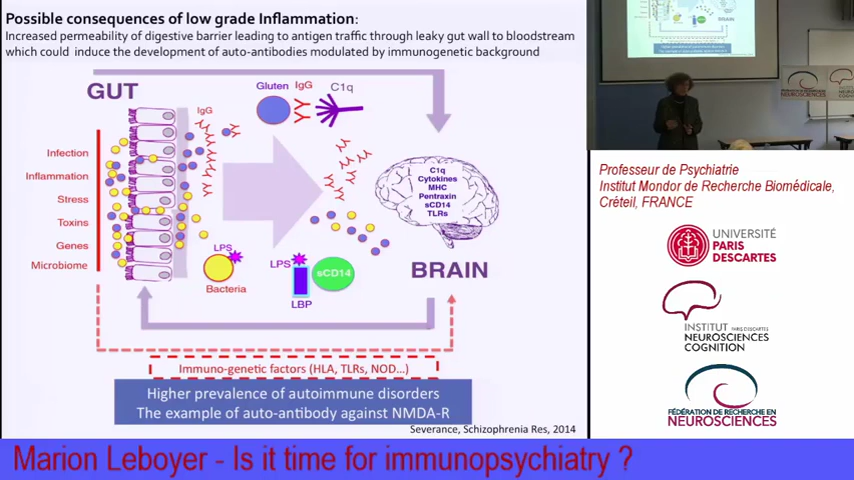 Possible consequences of low grade Inflammation:
Increased permeability of digestive barrier leading to antigen traffic through leaky gut wall to bloodstream
which could induce the development of auto-antibodies modulated by immunogenetic background
GUT
Gluten IgG C1q
IgG
Infection
Inflammation
Stress
Toxins
Genes
Microbiome
C1q
Cytokines
MHC
Pentraxin
sCD14
TLRs
BRAIN
LPS
Bacteria
LPS
sCD14
LBP
Immuno-genetic factors (HLA, TLRs, NOD...)
Higher prevalence of autoimmune disorders
The example of auto-antibody against NMDA-R
Severance, Schizophrenia Res, 2014
BRAIN
NEUROSCIENCES
Professeur de Psychiatrie
Institut Mondor de Recherche Biomédicale,
Créteil, FRANCE
UNIVERSITÉ
PARIS
DESCARTES
INSTITUT PARIS DESCARTES
NEUROSCIENCES
COGNITION
FÉDÉRATION DE RECHERCHE EN
NEUROSCIENCES
Marion Leboyer - Is it time for immunopsychiatry ?